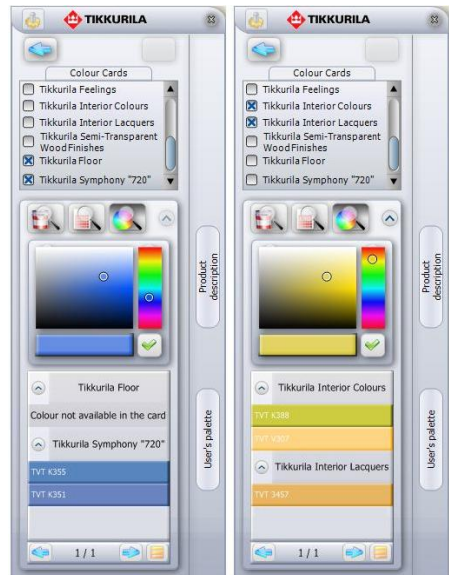 TIKKURILA
Colour Cards
Tikkurila Feelings
Tikkurila Interior Colours
Tikkurila Interior Lacquers
Tikkurila Semi-Transparent
Wood Finishes
Tikkurila Floor
Tikkurila Symphony "720"
Product
description
Tikkurila Floor
Colour not available in the card
Tikkurila Symphony "720"
TVT K355
TVT K351
User's palette
1 / 1
TIKKURILA
Colour Cards
Tikkurila Feelings
Tikkurila Interior Colours
Tikkurila Interior Lacquers
Tikkurila Semi-Transparent
Wood Finishes
Tikkurila Floor
Tikkurila Symphony "720"
Product
description
Tikkurila Interior Colours
TVT K388
TVT V307
Tikkurila Interior Lacquers
TVT 3457
User's palette
1 / 1